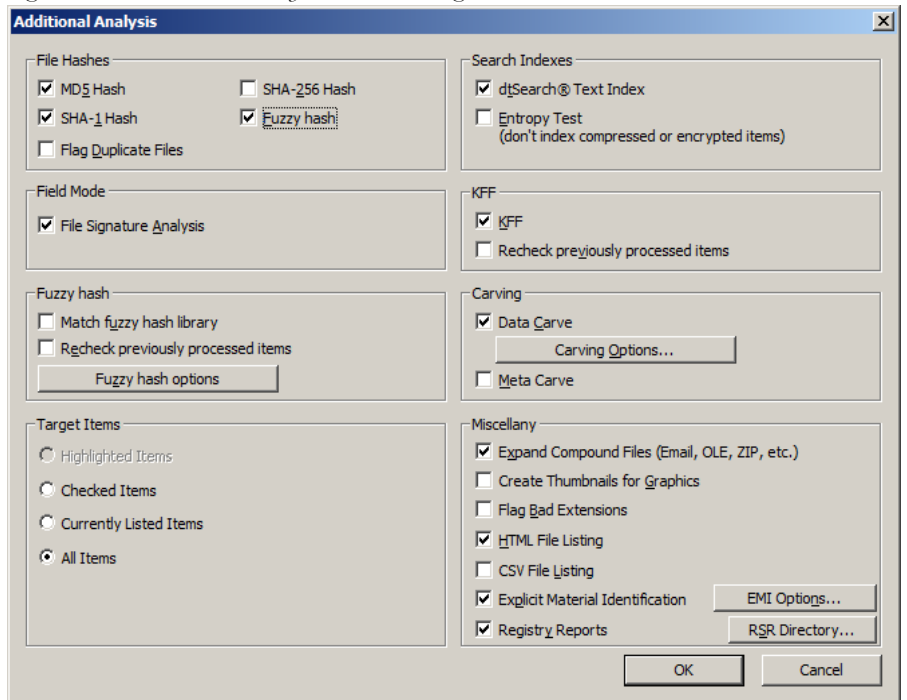 Additional Analysis
File Hashes
MD5 Hash
SHA-256 Hash
SHA-1 Hash
Fuzzy hash
Flag Duplicate Files
Search Indexes
dtSearch® Text Index
Entropy Test
(don't index compressed or encrypted items)
Field Mode
File Signature Analysis
KFF
KFF
Recheck previously processed items
Fuzzy hash
Match fuzzy hash library
Recheck previously processed items
Fuzzy hash options
Carving
Data Carve
Carving Options...
Meta Carve
Target Items
Highlighted Items
Checked Items
Currently Listed Items
All Items
Miscellany
Expand Compound Files (Email, OLE, ZIP, etc.)
Create Thumbnails for Graphics
Flag Bad Extensions
HTML File Listing
CSV File Listing
Explicit Material Identification
EMI Options...
Registry Reports
RSR Directory...
OK
Cancel